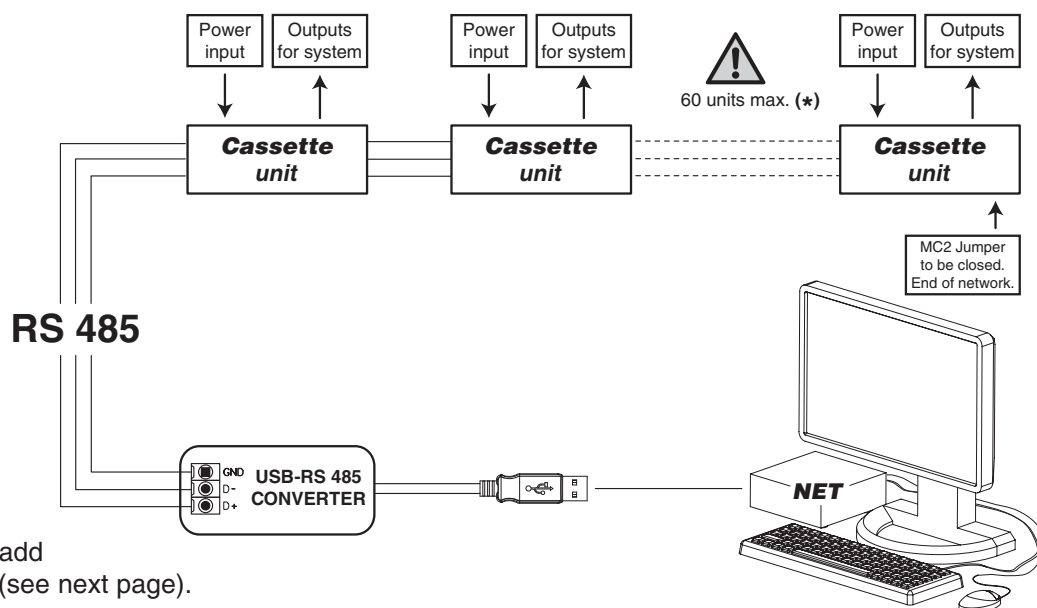 Power
input
Outputs
for system
Power
input
Outputs
for system
60 units max. (*)
Power
input
Outputs
for system
Cassette
unit
Cassette
unit
Cassette
unit
MC2 Jumper
to be closed.
End of network.
RS 485
GND
D-
D+
USB-RS 485
CONVERTER
NET
add
(see next page).